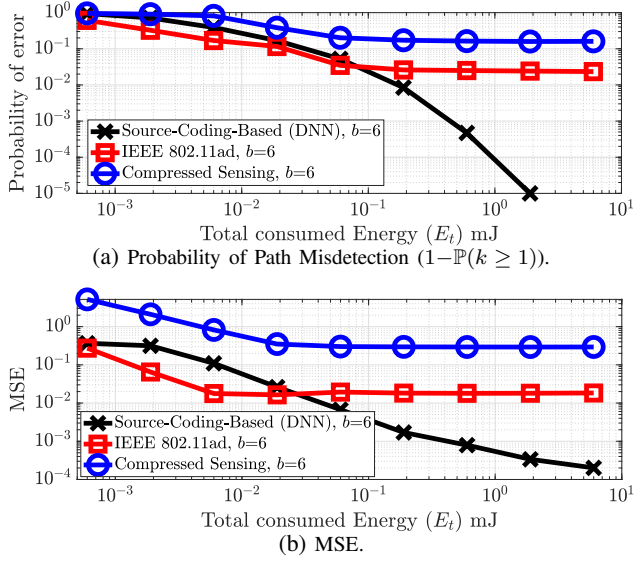 Probability of error
10^0
10^-1
10^-2
10^-3
10^-4
10^-5
Source-Coding-Based (DNN), b=6
IEEE 802.11ad, b=6
Compressed Sensing, b=6
10^-3 10^-2 10^-1 10^0 10^1
Total consumed Energy (E_t) mJ
(a) Probability of Path Misdetection (1−ℙ(k ≥ 1)).
MSE
10^0
10^-1
10^-2
10^-3
10^-4
Source-Coding-Based (DNN), b=6
IEEE 802.11ad, b=6
Compressed Sensing, b=6
10^-3 10^-2 10^-1 10^0 10^1
Total consumed Energy (E_t) mJ
(b) MSE.